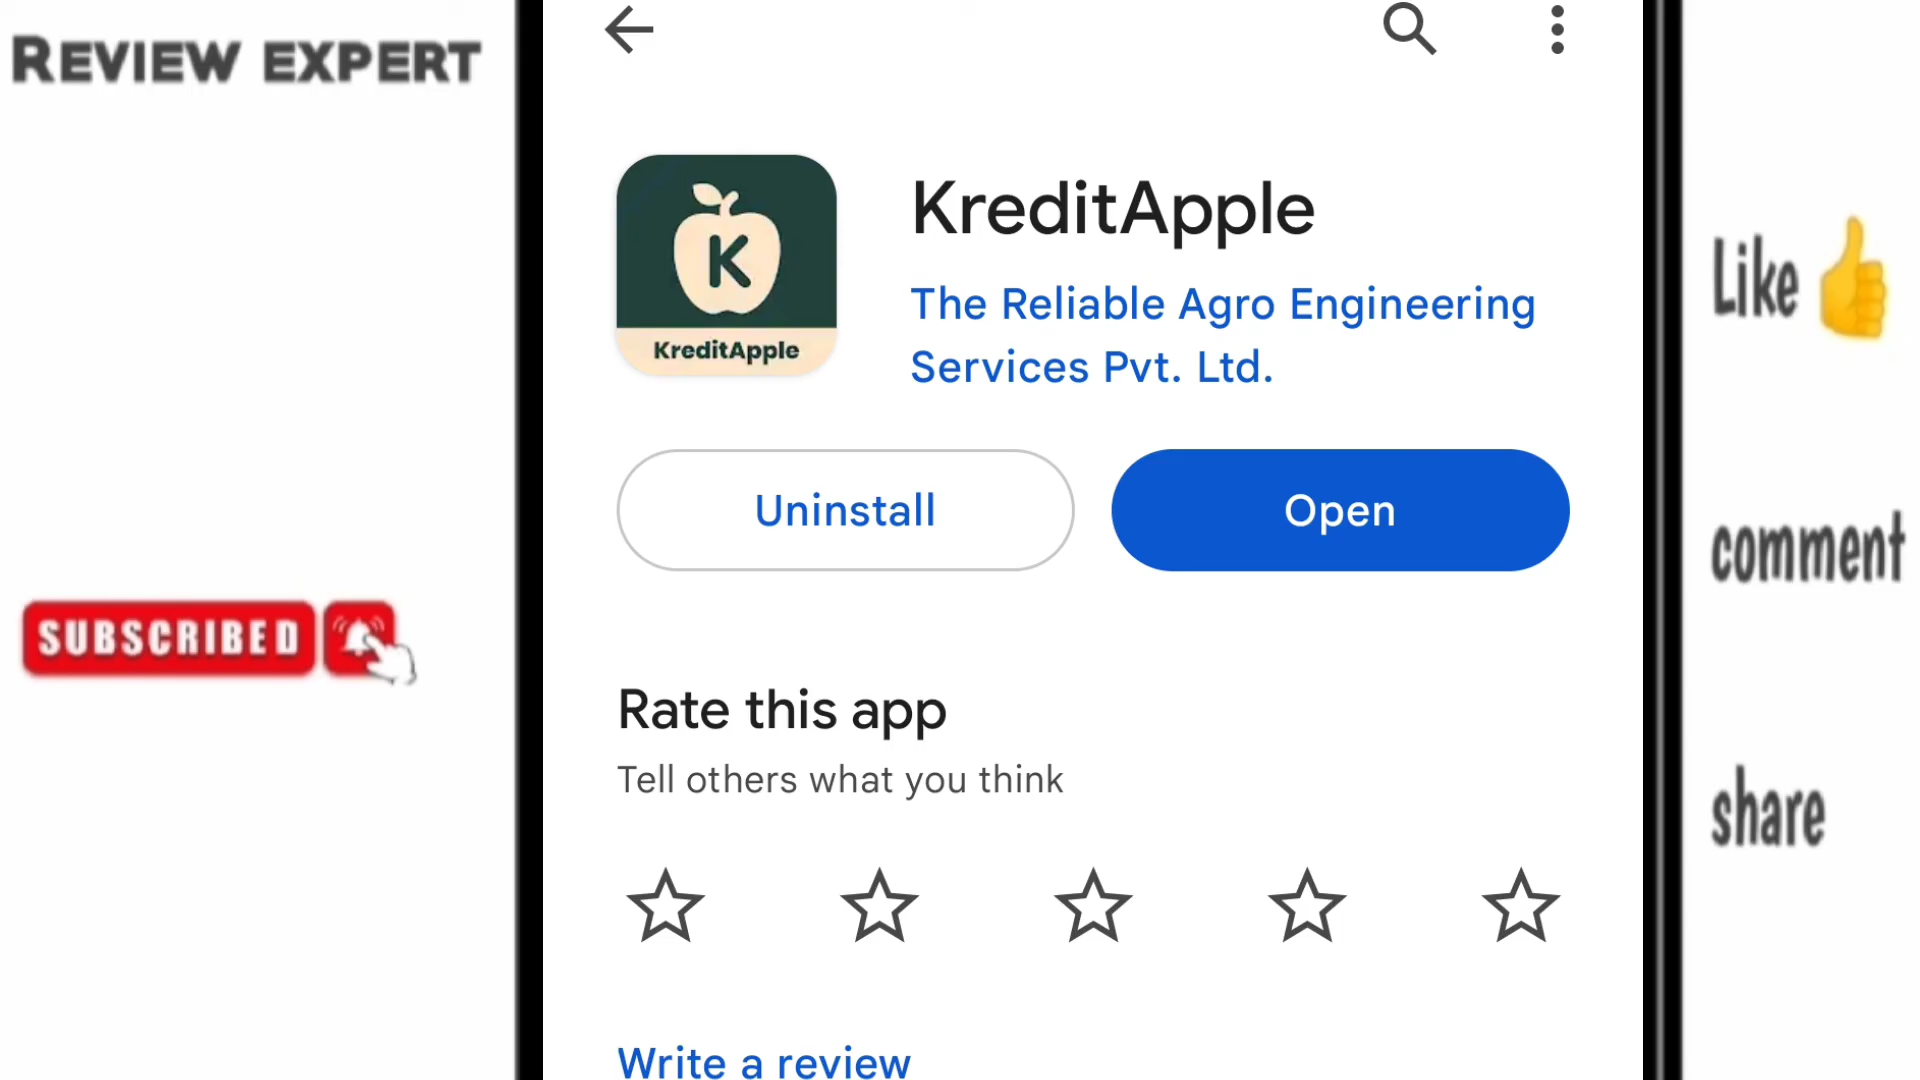 REVIEW EXPERT
SUBSCRIBED
K
KreditApple
KreditApple
The Reliable Agro Engineering
Services Pvt. Ltd.
Uninstall
Open
Rate this app
Tell others what you think
Write a review
Like
comment
share